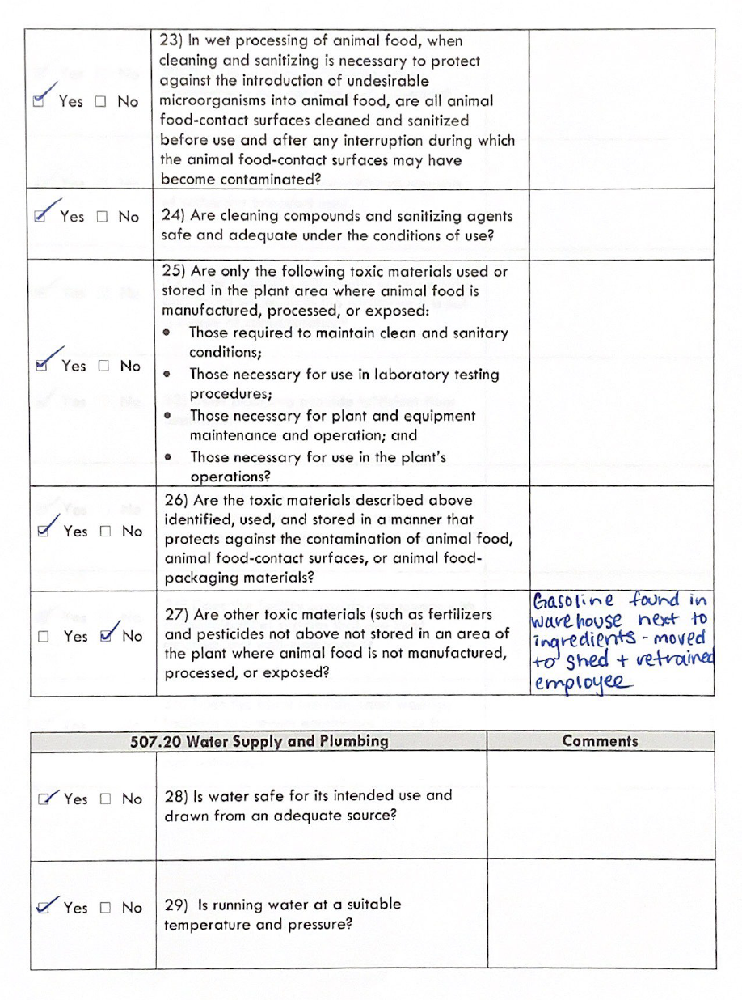 23) In wet processing of animal food, when
cleaning and sanitizing is necessary to protect
against the introduction of undesirable
☑ Yes ☐ No microorganisms into animal food, are all animal
food-contact surfaces cleaned and sanitized
before use and after any interruption during which
the animal food-contact surfaces may have
become contaminated?
☑ Yes ☐ No 24) Are cleaning compounds and sanitizing agents
safe and adequate under the conditions of use?
25) Are only the following toxic materials used or
stored in the plant area where animal food is
manufactured, processed, or exposed:
• Those required to maintain clean and sanitary
conditions;
☑ Yes ☐ No
• Those necessary for use in laboratory testing
procedures;
• Those necessary for plant and equipment
maintenance and operation; and
• Those necessary for use in the plant's
operations?
26) Are the toxic materials described above
identified, used, and stored in a manner that
☑ Yes ☐ No protects against the contamination of animal food,
animal food-contact surfaces, or animal food-
packaging materials?
☐ Yes ☑ No 27) Are other toxic materials (such as fertilizers
and pesticides not above not stored in an area of
the plant where animal food is not manufactured,
processed, or exposed?
Gasoline found in
warehouse next to
ingredients - moved
to shed + retrained
employee
507.20 Water Supply and Plumbing Comments
☑ Yes ☐ No 28) Is water safe for its intended use and
drawn from an adequate source?
☑ Yes ☐ No 29) Is running water at a suitable
temperature and pressure?